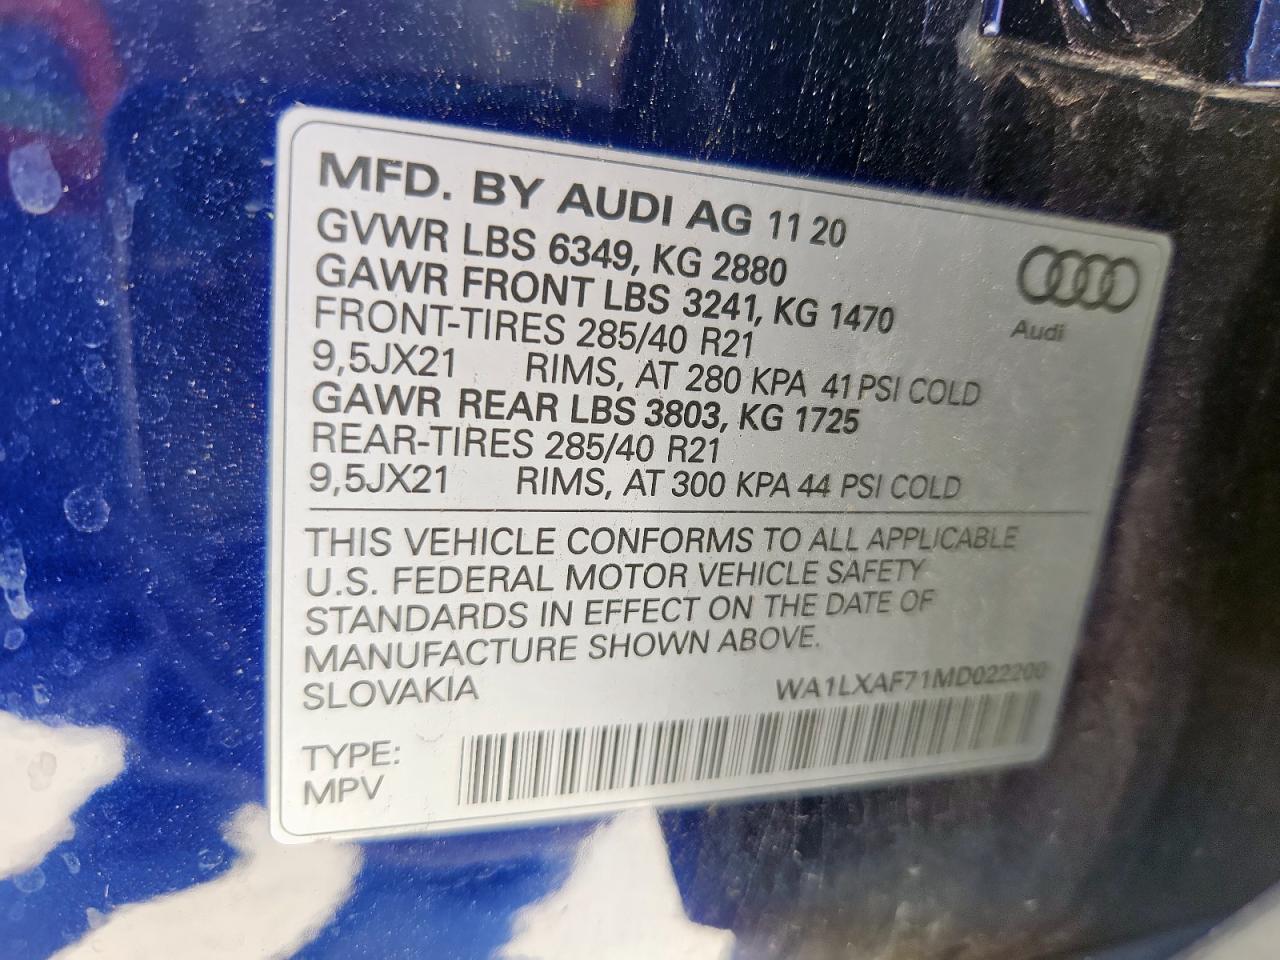 MFD. BY AUDI AG 11 20
GVWR LBS 6349, KG 2880
GAWR FRONT LBS 3241, KG 1470
FRONT-TIRES 285/40 R21
9,5JX21 RIMS, AT 280 KPA 41 PSI COLD
GAWR REAR LBS 3803, KG 1725
REAR-TIRES 285/40 R21
9,5JX21 RIMS, AT 300 KPA 44 PSI COLD
Audi
THIS VEHICLE CONFORMS TO ALL APPLICABLE
U.S. FEDERAL MOTOR VEHICLE SAFETY
STANDARDS IN EFFECT ON THE DATE OF
MANUFACTURE SHOWN ABOVE.
SLOVAKIA WA1LXAF71MD022200
TYPE:
MPV